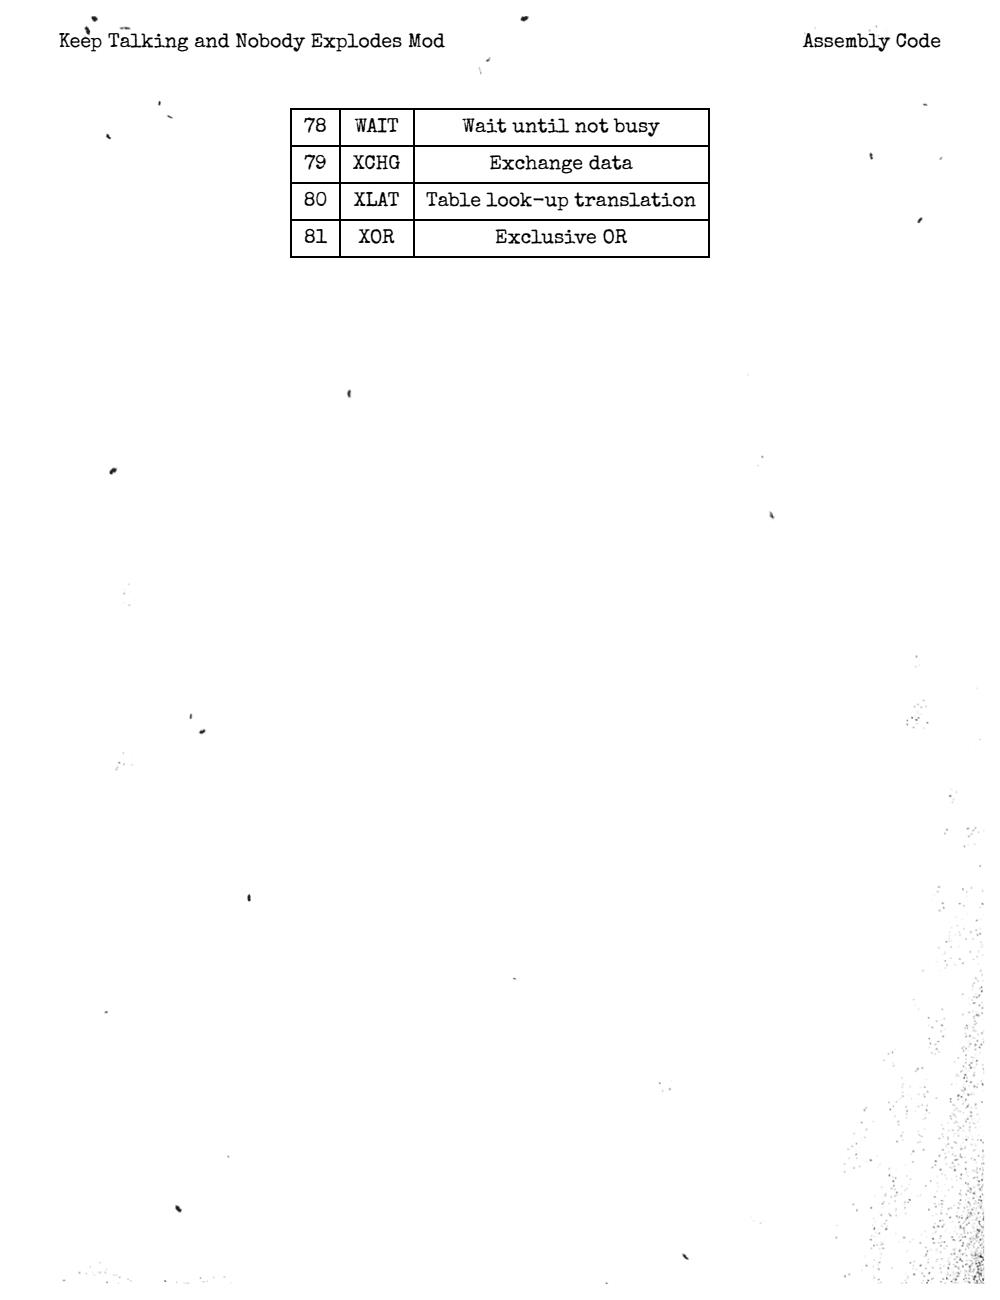 Keep Talking and Nobody Explodes Mod Assembly Code
78 WAIT Wait until not busy
79 XCHG Exchange data
80 XLAT Table look-up translation
81 XOR Exclusive OR